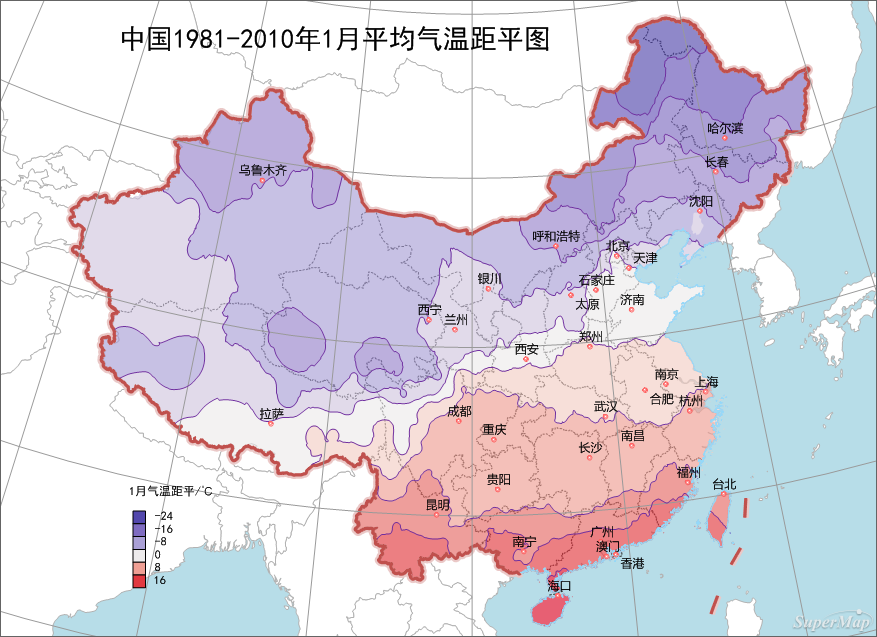 中国1981-2010年1月平均气温距平图
哈尔滨
长春
乌鲁木齐
沈阳
呼和浩特
北京
天津
银川
石家庄
太原
济南
西宁
兰州
郑州
西安
南京
上海
合肥
杭州
拉萨
成都
武汉
重庆
南昌
长沙
贵阳
福州
台北
昆明
南宁
广州
澳门
香港
海口
1月气温距平/°C
-24
-16
-8
0
8
16
SuperMap